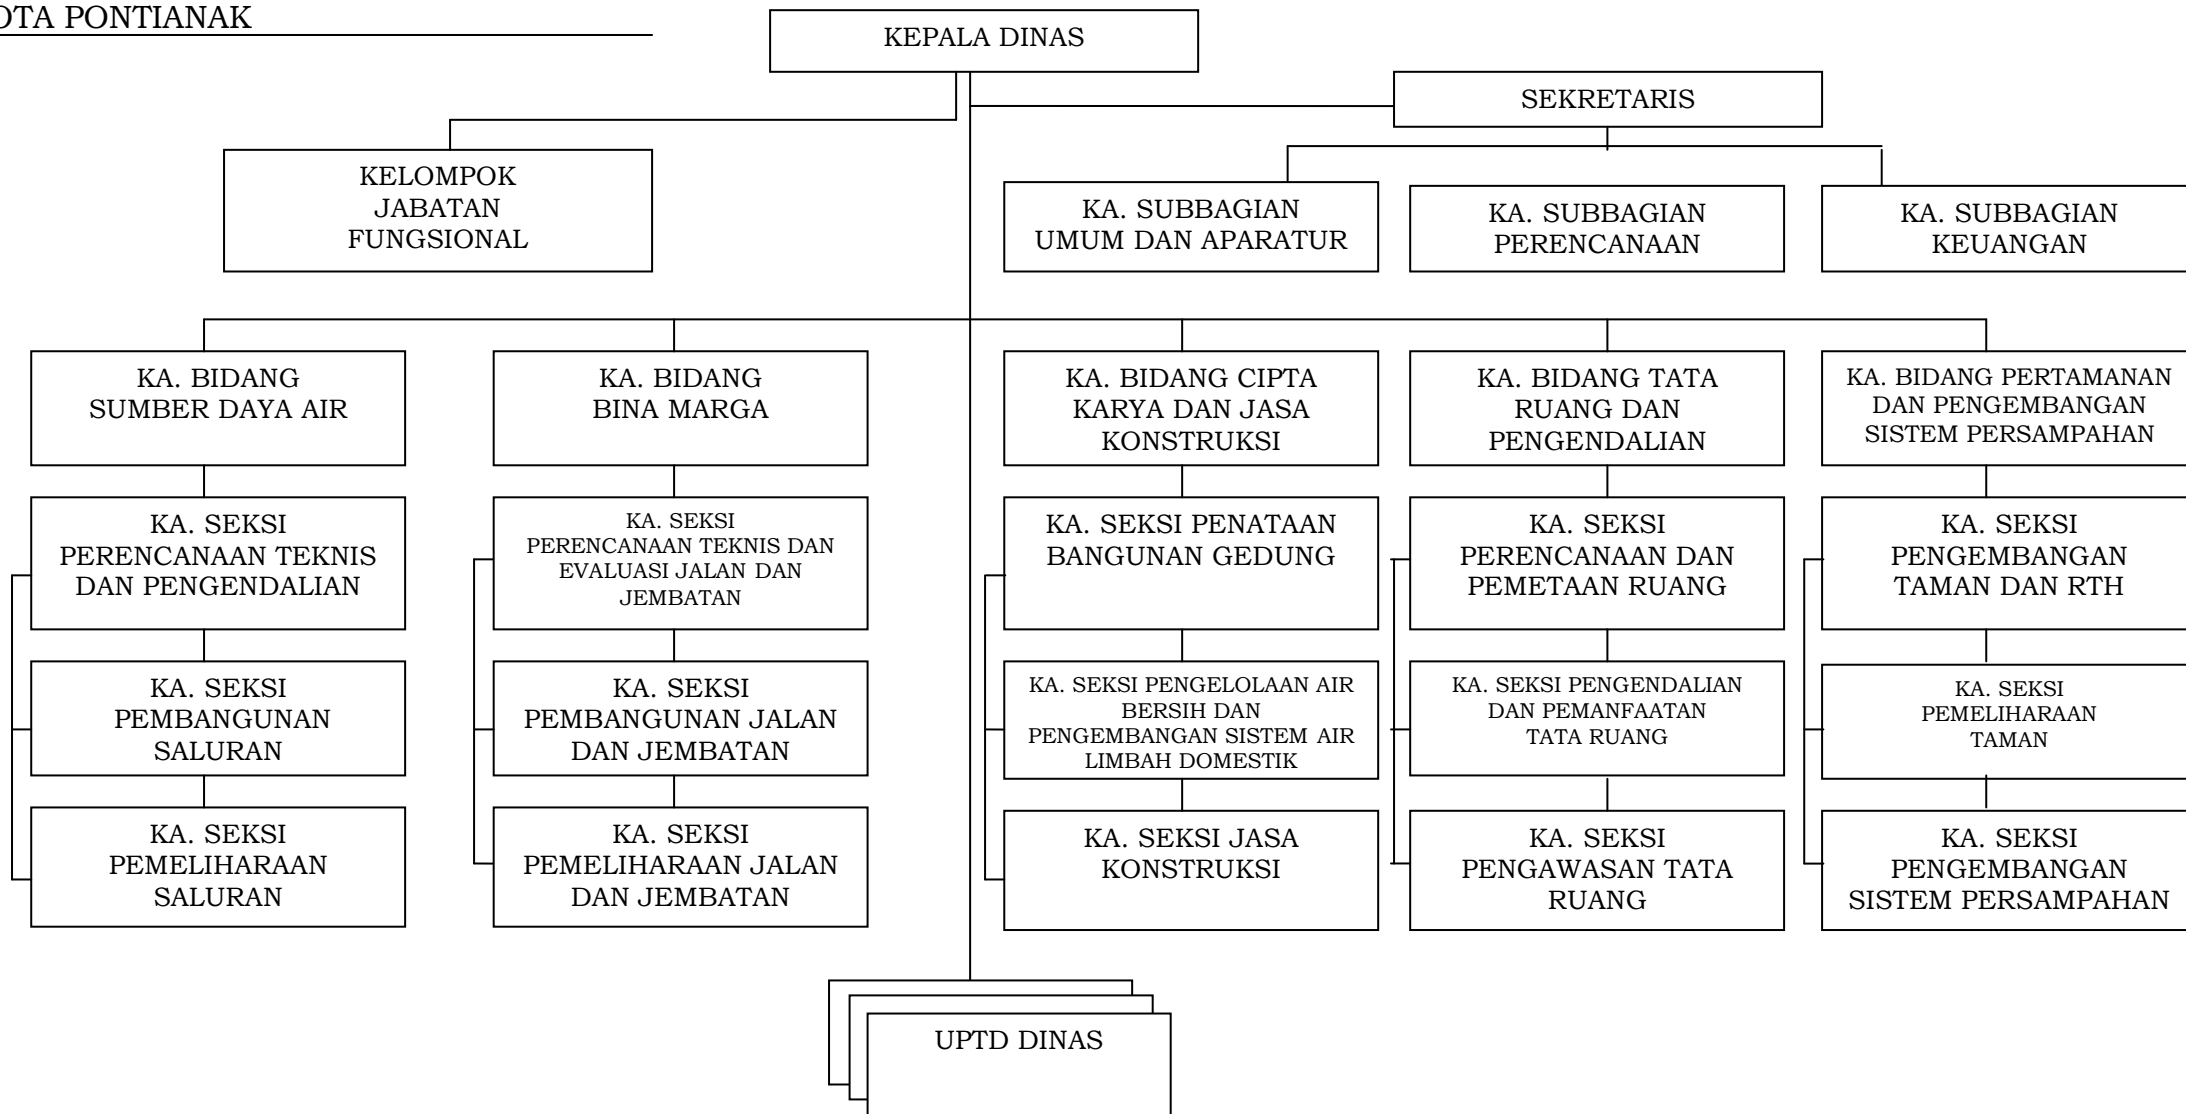 OTA PONTIANAK
KEPALA DINAS
SEKRETARIS
KELOMPOK
JABATAN
FUNGSIONAL
KA. SUBBAGIAN
UMUM DAN APARATUR
KA. SUBBAGIAN
PERENCANAAN
KA. SUBBAGIAN
KEUANGAN
KA. BIDANG
SUMBER DAYA AIR
KA. BIDANG
BINA MARGA
KA. BIDANG CIPTA
KARYA DAN JASA
KONSTRUKSI
KA. BIDANG TATA
RUANG DAN
PENGENDALIAN
KA. BIDANG PERTAMANAN
DAN PENGEMBANGAN
SISTEM PERSAMPAHAN
KA. SEKSI
PERENCANAAN TEKNIS
DAN PENGENDALIAN
KA. SEKSI
PERENCANAAN TEKNIS DAN
EVALUASI JALAN DAN
JEMBATAN
KA. SEKSI PENATAAN
BANGUNAN GEDUNG
KA. SEKSI
PERENCANAAN DAN
PEMETAAN RUANG
KA. SEKSI
PENGEMBANGAN
TAMAN DAN RTH
KA. SEKSI
PEMBANGUNAN
SALURAN
KA. SEKSI
PEMBANGUNAN JALAN
DAN JEMBATAN
KA. SEKSI PENGELOLAAN AIR
BERSIH DAN
PENGEMBANGAN SISTEM AIR
LIMBAH DOMESTIK
KA. SEKSI PENGENDALIAN
DAN PEMANFAATAN
TATA RUANG
KA. SEKSI
PEMELIHARAAN
TAMAN
KA. SEKSI
PEMELIHARAAN
SALURAN
KA. SEKSI
PEMELIHARAAN JALAN
DAN JEMBATAN
KA. SEKSI JASA
KONSTRUKSI
KA. SEKSI
PENGAWASAN TATA
RUANG
KA. SEKSI
PENGEMBANGAN
SISTEM PERSAMPAHAN
UPTD DINAS